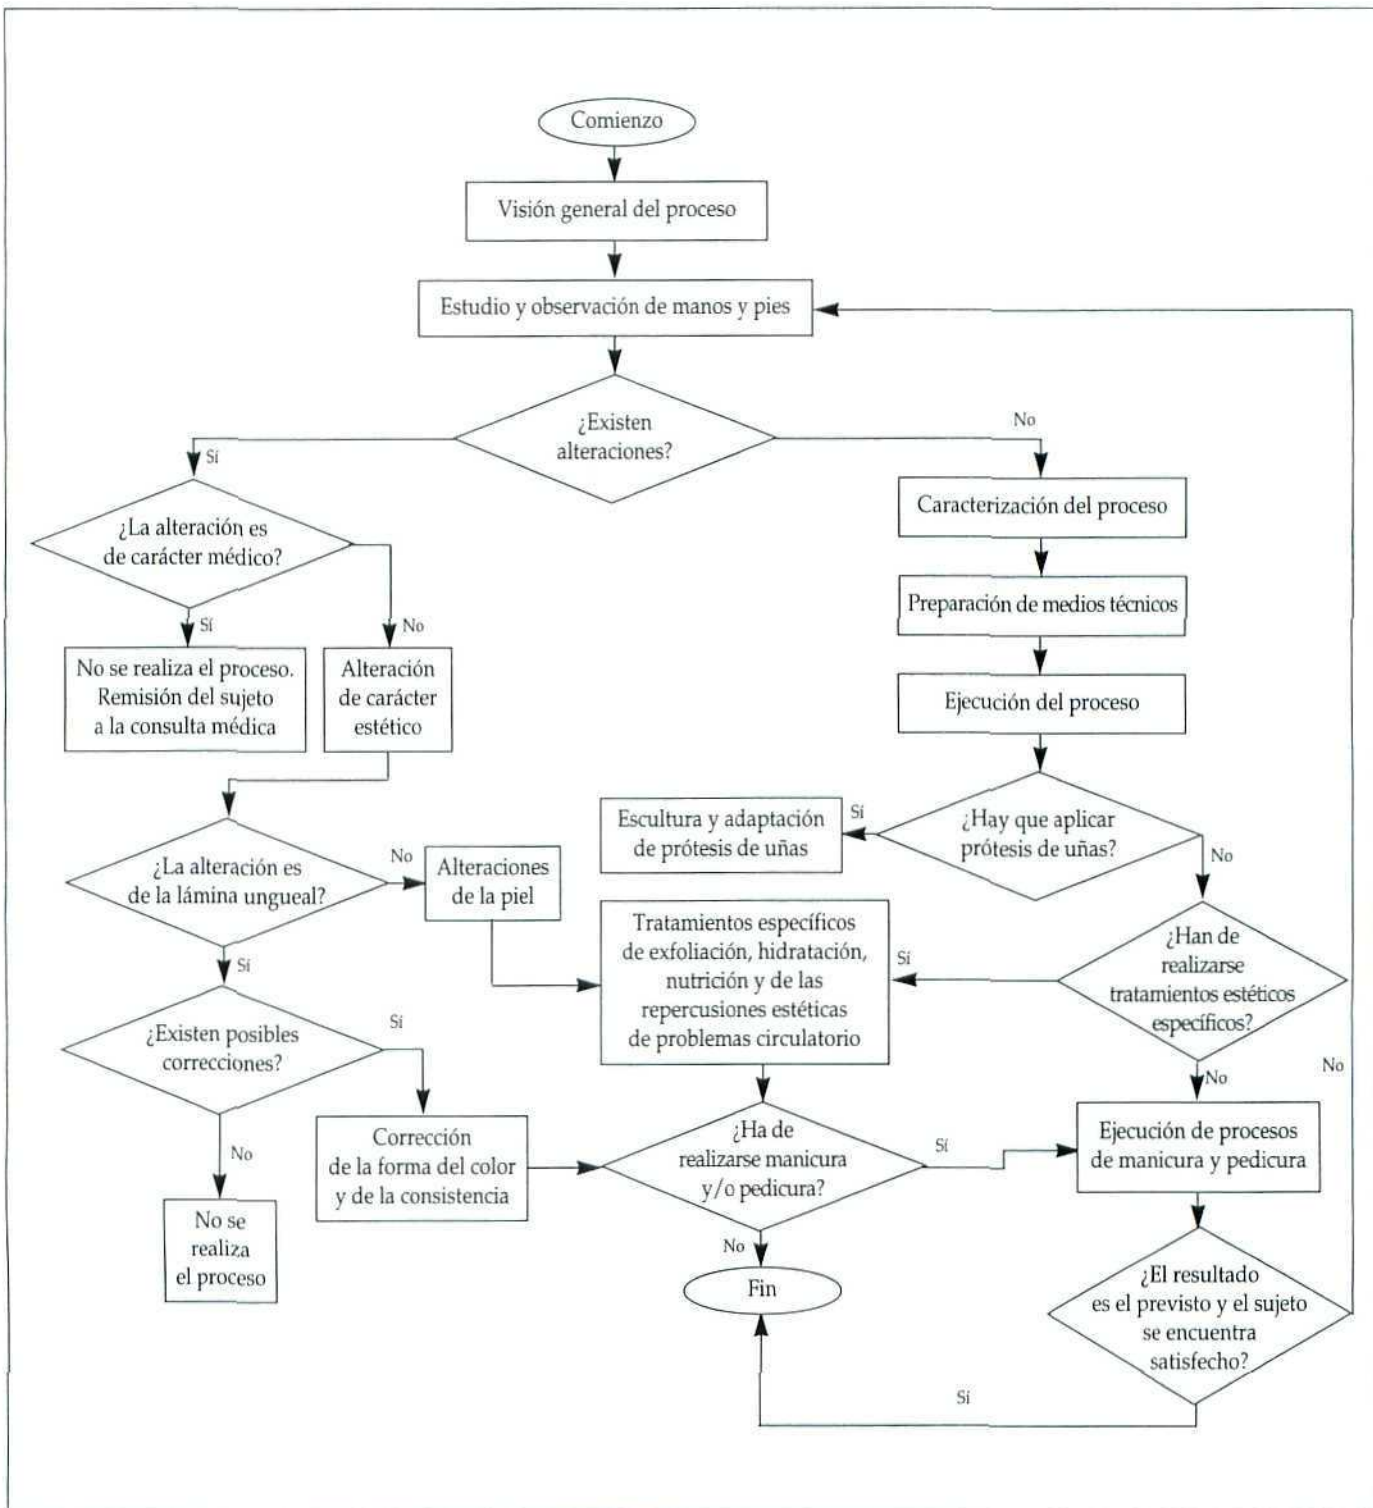 Comienzo
Visión general del proceso
Estudio y observación de manos y pies
¿Existen
alteraciones?
Sí
No
¿La alteración es
de carácter médico?
Sí
No
No se realiza el proceso.
Remisión del sujeto
a la consulta médica
Alteración
de carácter
estético
Caracterización del proceso
Preparación de medios técnicos
Ejecución del proceso
¿Hay que aplicar
prótesis de uñas?
Sí
No
Escultura y adaptación
de prótesis de uñas
¿La alteración es
de la lámina ungueal?
No
Sí
Alteraciones
de la piel
Tratamientos específicos
de exfoliación, hidratación,
nutrición y de las
repercusiones estéticas
de problemas circulatorio
¿Han de
realizarse
tratamientos estéticos
específicos?
Sí
No
¿Existen posibles
correcciones?
Sí
No
Corrección
de la forma del color
y de la consistencia
No se
realiza
el proceso
¿Ha de
realizarse manicura
y/o pedicura?
Sí
No
Ejecución de procesos
de manicura y pedicura
¿El resultado
es el previsto y el sujeto
se encuentra
satisfecho?
No
Sí
Fin